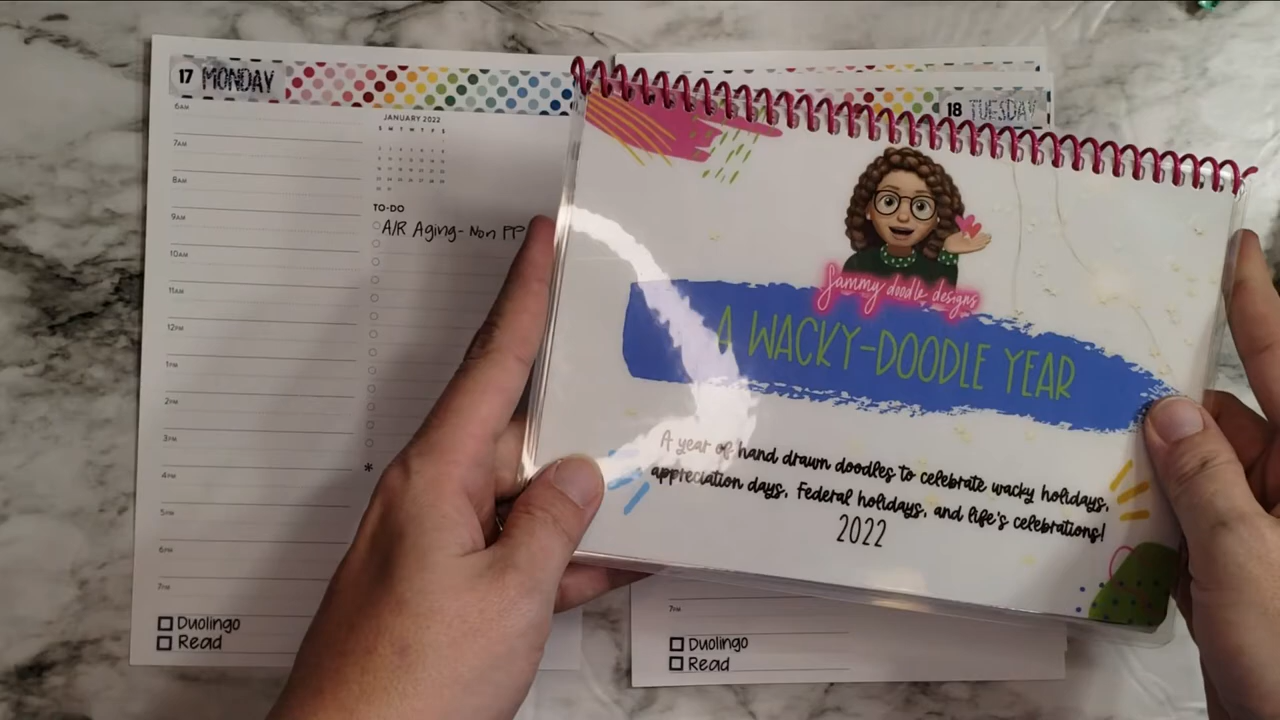 17 MONDAY
JANUARY 2022
S M T W T F S
6AM
7AM
8AM
9AM
10AM
11AM
12PM
1PM
2PM
3PM
4PM
5PM
6PM
7PM
TO-DO
A/R Aging- Non PP
*
Duolingo
Read
18 TUESDAY
Sammy doodle designs
A WACKY-DOODLE YEAR
A year of hand drawn doodles to celebrate wacky holidays,
appreciation days, Federal holidays, and life's celebrations!
2022
7PM
Duolingo
Read